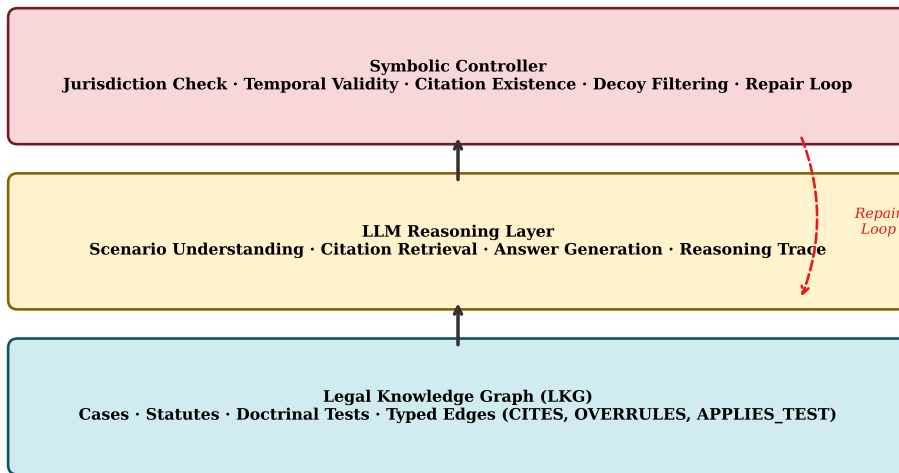 Symbolic Controller
Jurisdiction Check · Temporal Validity · Citation Existence · Decoy Filtering · Repair Loop
LLM Reasoning Layer
Scenario Understanding · Citation Retrieval · Answer Generation · Reasoning Trace
Repair
Loop
Legal Knowledge Graph (LKG)
Cases · Statutes · Doctrinal Tests · Typed Edges (CITES, OVERRULES, APPLIES_TEST)